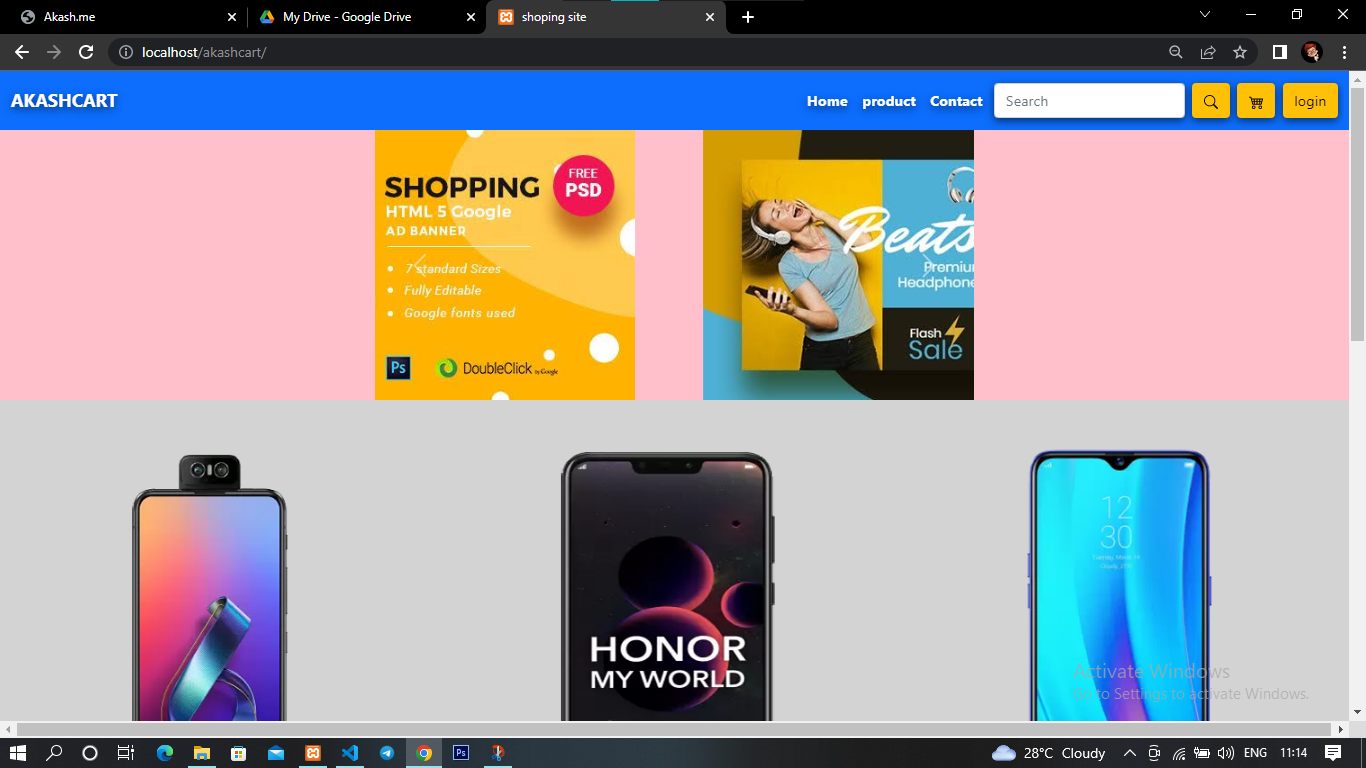 Akash.me
My Drive - Google Drive
shoping site
localhost/akashcart/
AKASHCART
Home
product
Contact
Search
login
SHOPPING
HTML 5 Google
AD BANNER
FREE
PSD
7 standard Sizes
Fully Editable
Google fonts used
Ps
DoubleClick by Google
Beats
Premium
Headphone
Flash
Sale
12
30
HONOR
MY WORLD
Activate Windows
Go to Settings to activate Windows.
Ps
28°C Cloudy
ENG
11:14